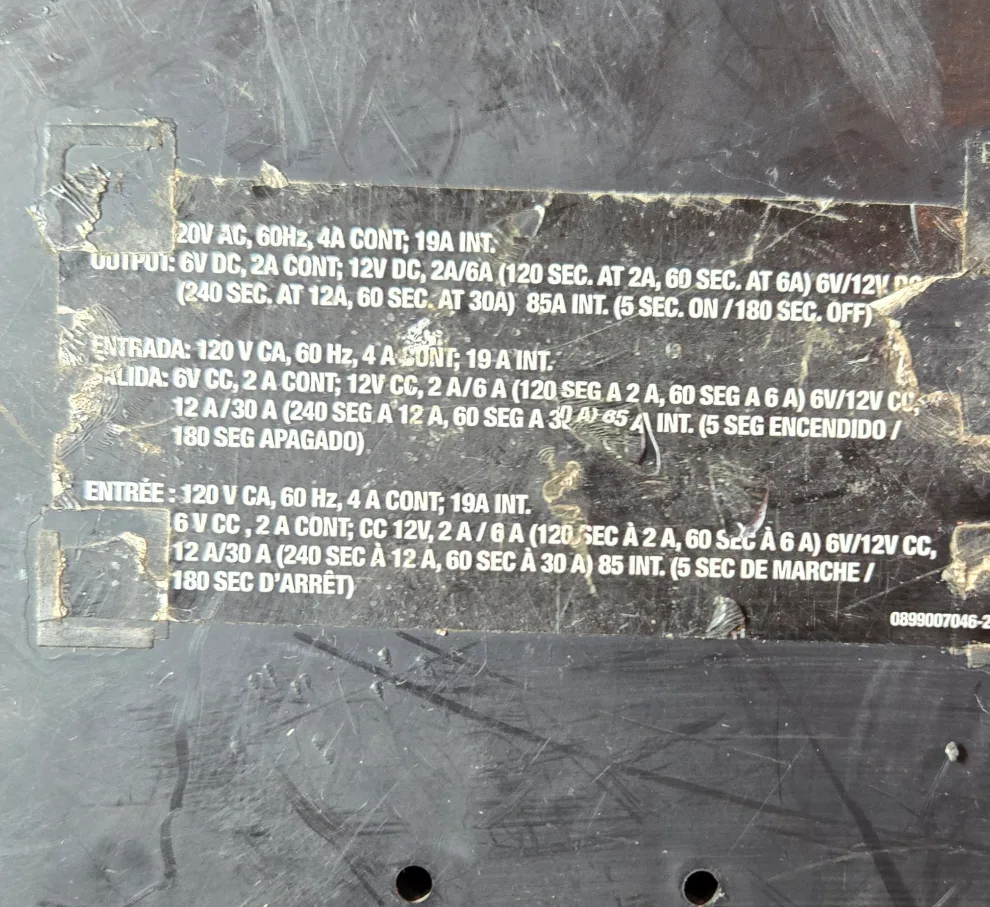 20V AC, 60Hz, 4A CONT; 19A INT.
OUTPUT: 6V DC, 2A CONT; 12V DC, 2A/6A (120 SEC. AT 2A, 60 SEC. AT 6A) 6V/12V DC
(240 SEC. AT 12A, 60 SEC. AT 30A) 85A INT. (5 SEC. ON / 180 SEC. OFF)
ENTRADA: 120 V CA, 60 Hz, 4 A CONT; 19 A INT.
ALIDA: 6V CC, 2 A CONT; 12V CC, 2 A/6 A (120 SEG A 2 A, 60 SEG A 6 A) 6V/12V CC,
12 A/30 A (240 SEG A 12 A, 60 SEG A 30 A) 85 A INT. (5 SEG ENCENDIDO /
180 SEG APAGADO)
ENTRÉE : 120 V CA, 60 Hz, 4 A CONT; 19A INT.
6 V CC , 2 A CONT; CC 12V, 2 A / 6 A (120 SEC À 2 A, 60 SEC À 6 A) 6V/12V CC,
12 A/30 A (240 SEC À 12 A, 60 SEC À 30 A) 85 INT. (5 SEC DE MARCHE /
180 SEC D'ARRÊT)
0899007046-2